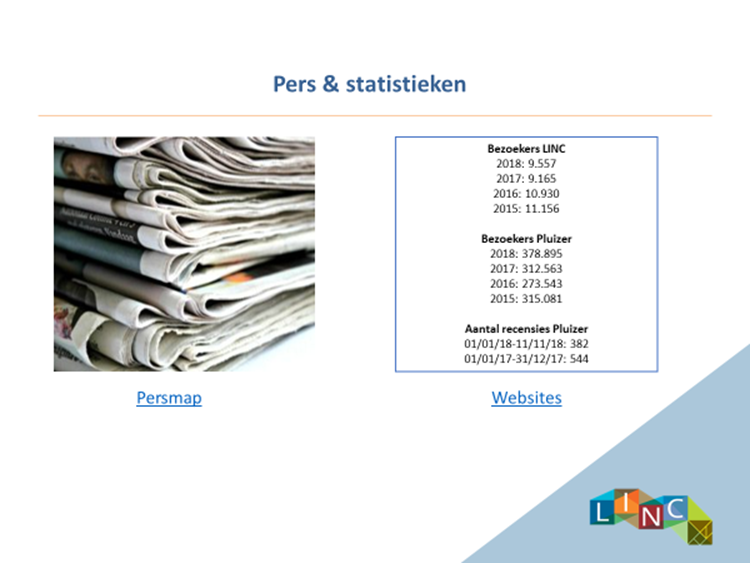 Pers & statistieken
Bezoekers LINC
2018: 9.557
2017: 9.165
2016: 10.930
2015: 11.156
Bezoekers Pluizer
2018: 378.895
2017: 312.563
2016: 273.543
2015: 315.081
Aantal recensies Pluizer
01/01/18-11/11/18: 382
01/01/17-31/12/17: 544
Persmap
Websites
LINC